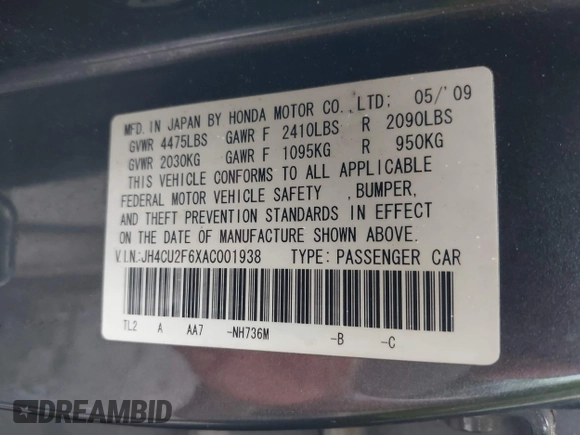 MFD. IN JAPAN BY HONDA MOTOR CO.,LTD: 05/'09
GVWR 4475LBS GAWR F 2410LBS R 2090LBS
GVWR 2030KG GAWR F 1095KG R 950KG
THIS VEHICLE CONFORMS TO ALL APPLICABLE
FEDERAL MOTOR VEHICLE SAFETY ,BUMPER,
AND THEFT PREVENTION STANDARDS IN EFFECT
ON THE DATE OF MANUFACTURE SHOWN ABOVE.
V.I.N:JH4CU2F6XAC001938 TYPE: PASSENGER CAR
TL2 A AA7 -NH736M -B -C
DREAMBID